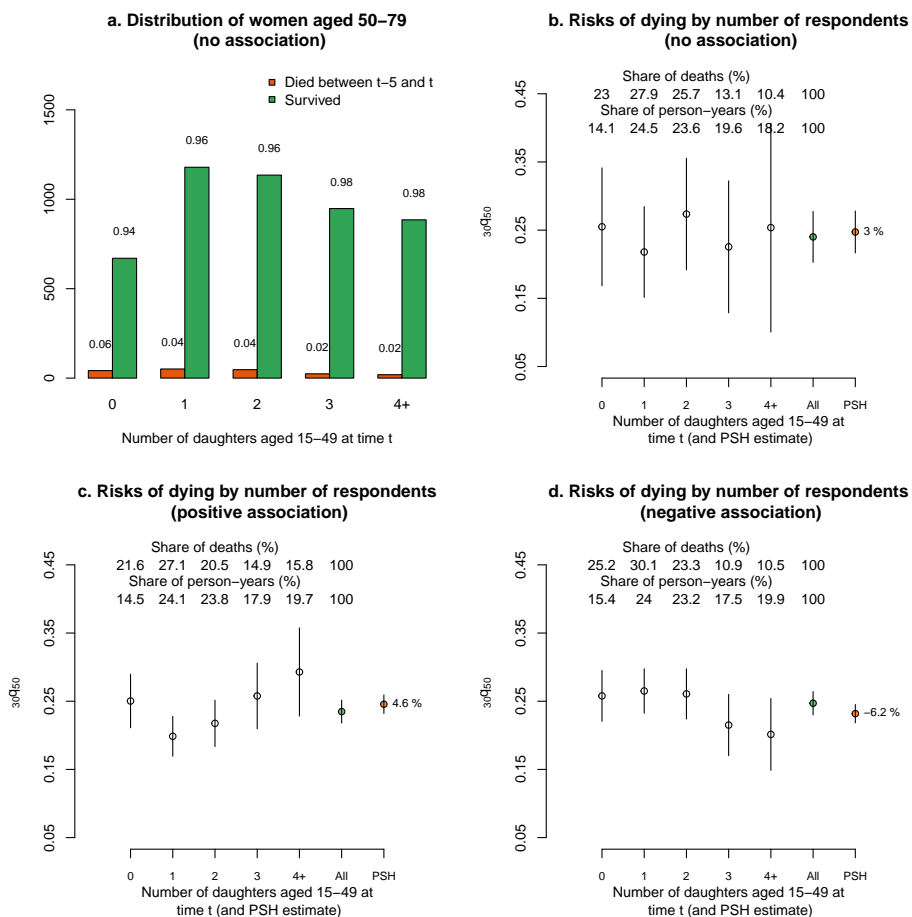 a. Distribution of women aged 50–79
(no association)
Died between t−5 and t
Survived
1500
1000
500
0
0.06
0.94
0.04
0.96
0.04
0.96
0.02
0.98
0.02
0.98
0 1 2 3 4+
Number of daughters aged 15−49 at time t
b. Risks of dying by number of respondents
(no association)
Share of deaths (%)
23 27.9 25.7 13.1 10.4 100
Share of person−years (%)
14.1 24.5 23.6 19.6 18.2 100
0.45
0.35
0.25
0.15
0.05
30q50
3 %
0 1 2 3 4+ All PSH
Number of daughters aged 15−49 at
time t (and PSH estimate)
c. Risks of dying by number of respondents
(positive association)
Share of deaths (%)
21.6 27.1 20.5 14.9 15.8 100
Share of person−years (%)
14.5 24.1 23.8 17.9 19.7 100
0.45
0.35
0.25
0.15
0.05
30q50
4.6 %
0 1 2 3 4+ All PSH
Number of daughters aged 15−49 at
time t (and PSH estimate)
d. Risks of dying by number of respondents
(negative association)
Share of deaths (%)
25.2 30.1 23.3 10.9 10.5 100
Share of person−years (%)
15.4 24 23.2 17.5 19.9 100
0.45
0.35
0.25
0.15
0.05
30q50
−6.2 %
0 1 2 3 4+ All PSH
Number of daughters aged 15−49 at
time t (and PSH estimate)